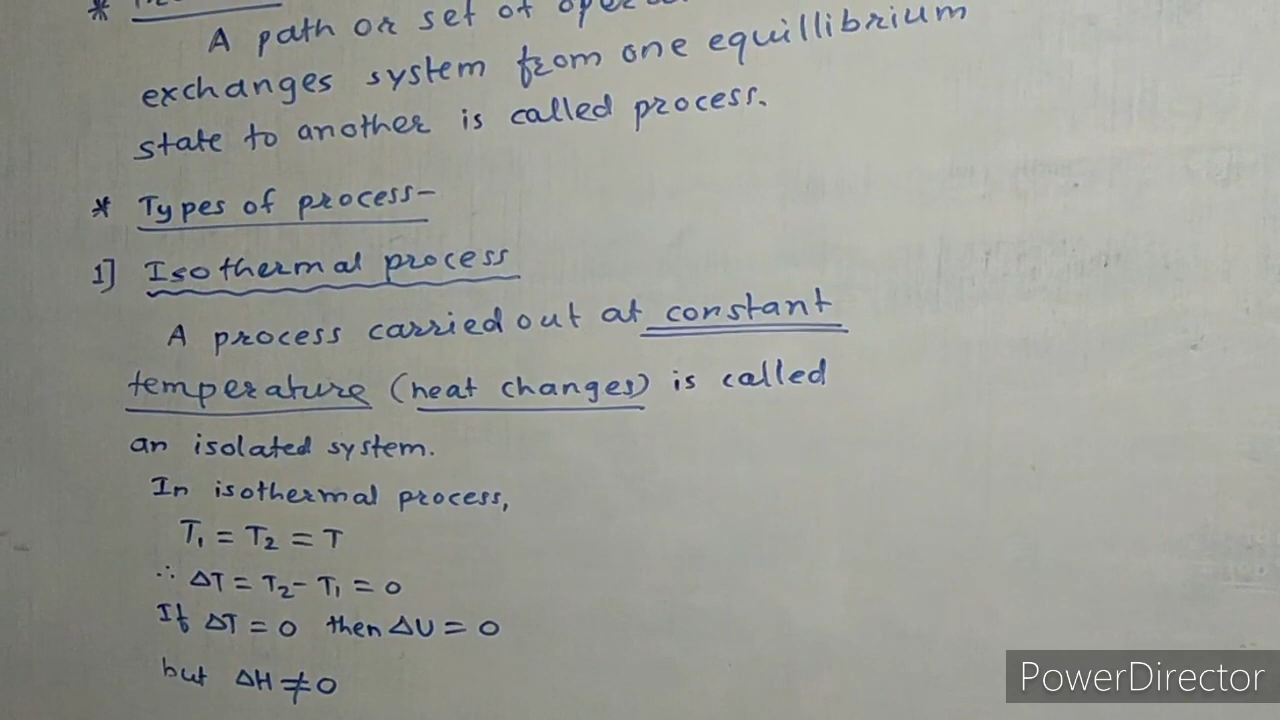 *
A path or set of
exchanges system from one equillibrium
state to another is called process.
* Types of process-
1] Isothermal process
A process carried out at constant
temperature (heat changes) is called
an isolated system.
In isothermal process,
T₁ = T₂ = T
∴ ΔT = T₂ - T₁ = 0
If ΔT = 0 then ΔU = 0
but ΔH ≠ 0
PowerDirector